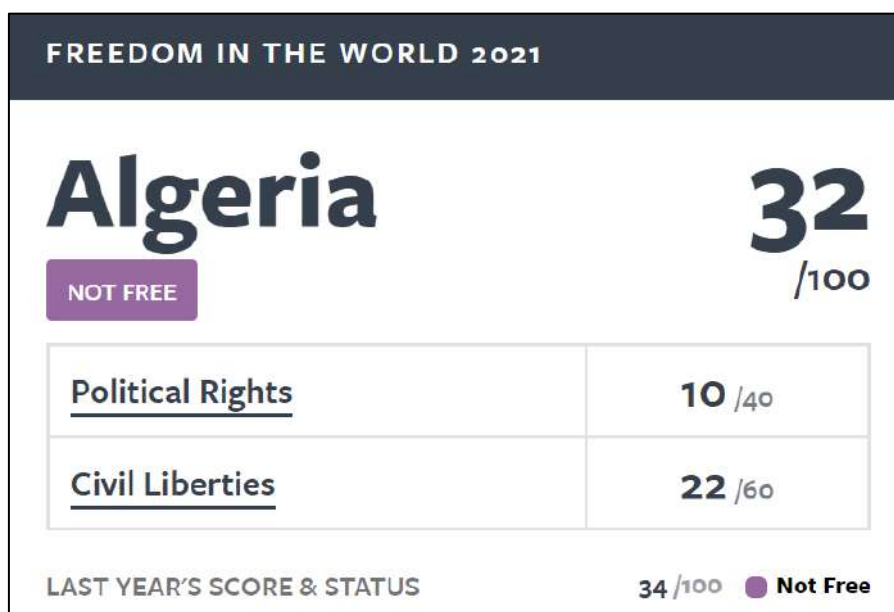 FREEDOM IN THE WORLD 2021
Algeria 32
NOT FREE /100
Political Rights 10 /40
Civil Liberties 22 /60
LAST YEAR'S SCORE & STATUS 34 /100 Not Free